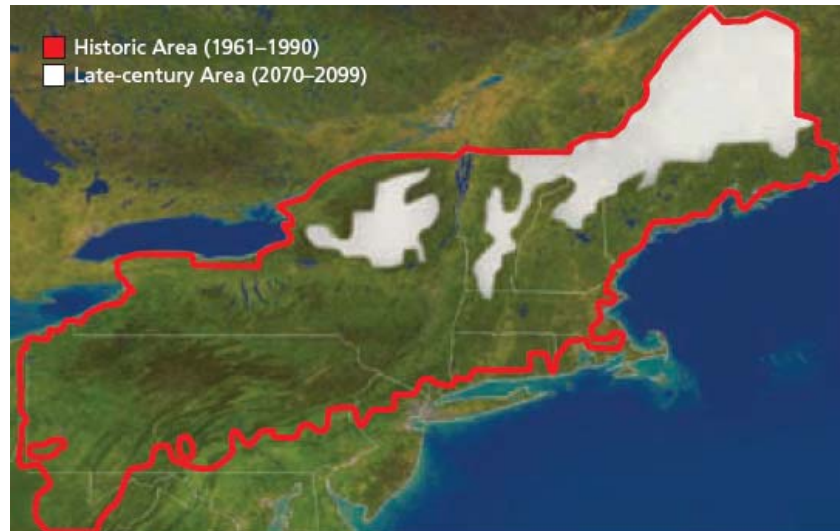 Historic Area (1961–1990)
Late-century Area (2070–2099)